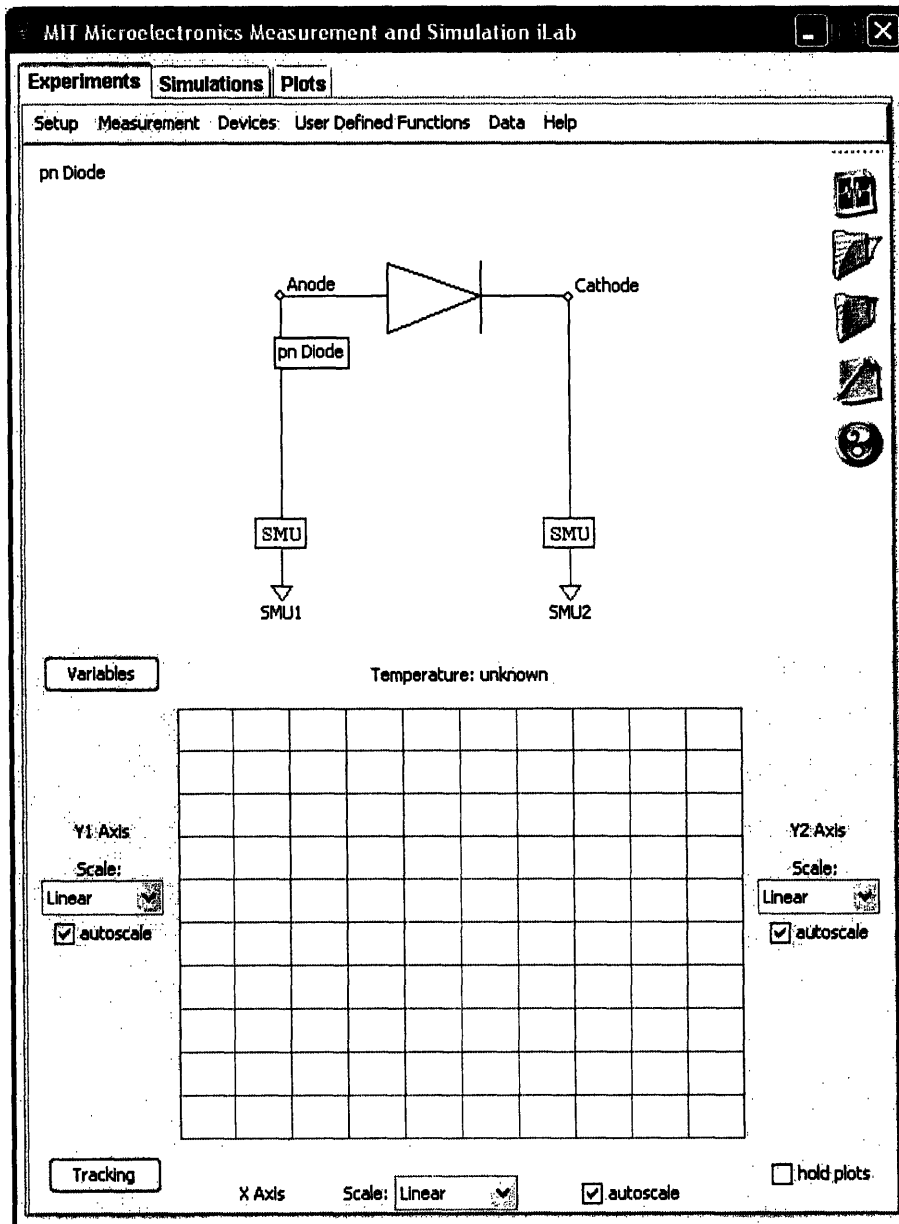 MIT Microelectronics Measurement and Simulation iLab
Experiments Simulations Plots
Setup Measurement Devices User Defined Functions Data Help
pn Diode
Anode
Cathode
pn Diode
SMU
SMU
SMU1
SMU2
Variables
Temperature: unknown
Y1 Axis
Scale:
Linear
autoscale
Y2 Axis
Scale:
Linear
autoscale
Tracking
X Axis
Scale: Linear
autoscale
hold plots